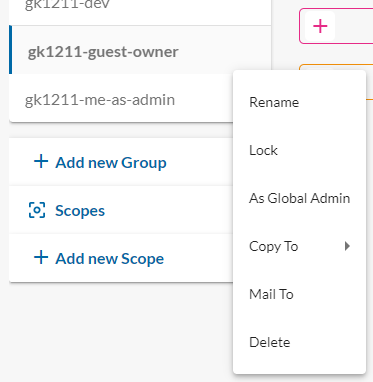 gk1211-dev
gk1211-guest-owner
gk1211-me-as-admin
+ Add new Group
Scopes
+ Add new Scope
+
Rename
Lock
As Global Admin
Copy To
Mail To
Delete